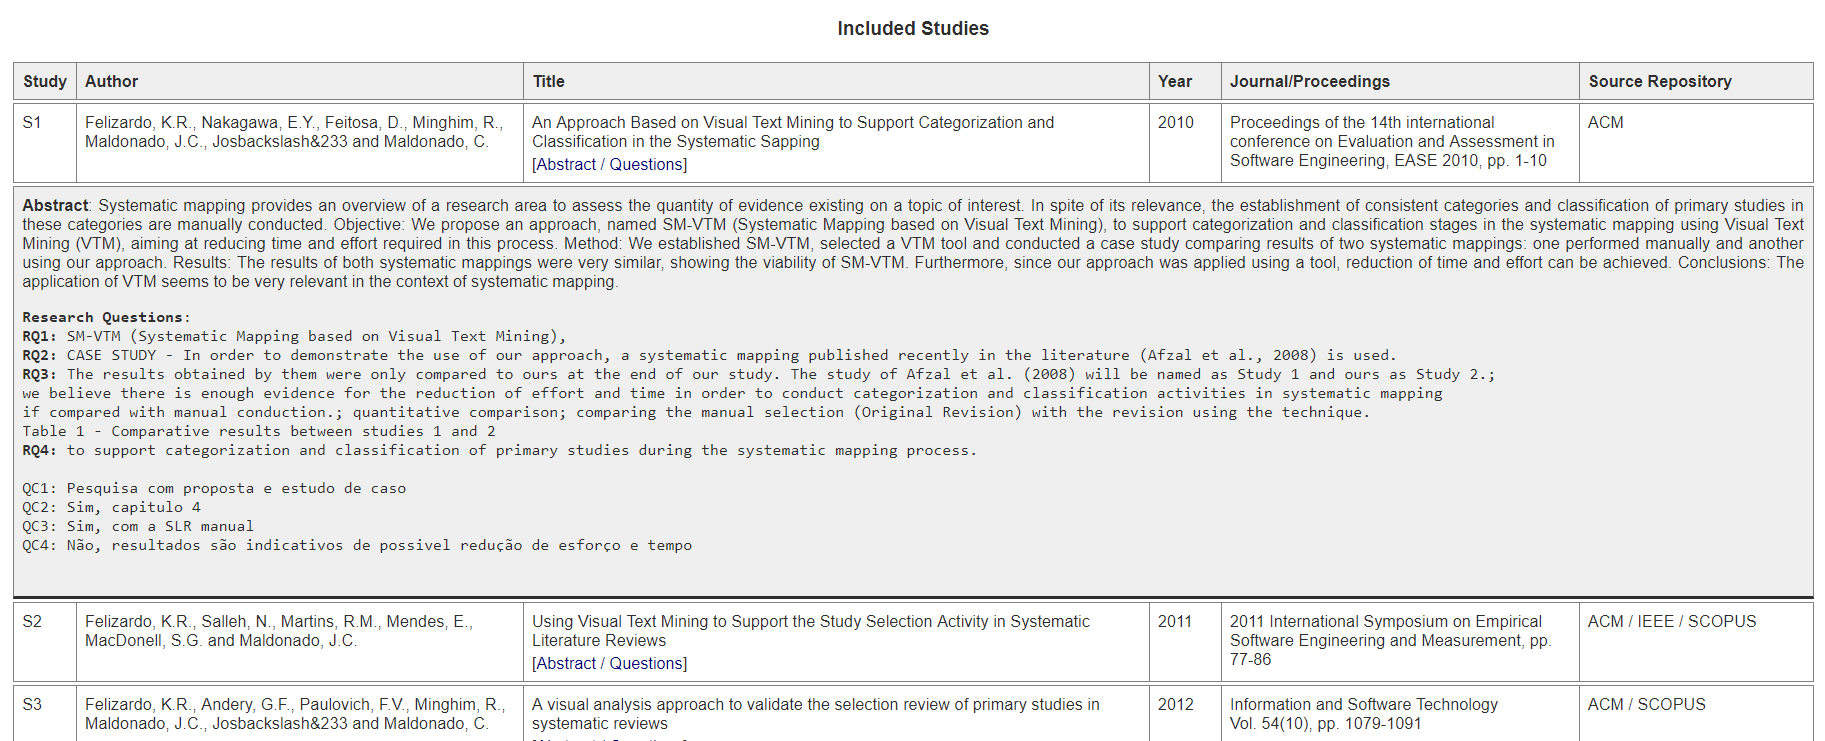 Included Studies
Study Author Title Year Journal/Proceedings Source Repository
S1
Felizardo, K.R., Nakagawa, E.Y., Feitosa, D., Minghim, R.,
Maldonado, J.C., Josbackslash&233 and Maldonado, C.
An Approach Based on Visual Text Mining to Support Categorization and
Classification in the Systematic Sapping
[Abstract / Questions]
2010
Proceedings of the 14th international
conference on Evaluation and Assessment in
Software Engineering, EASE 2010, pp. 1-10
ACM
Abstract: Systematic mapping provides an overview of a research area to assess the quantity of evidence existing on a topic of interest. In spite of its relevance, the establishment of consistent categories and classification of primary studies in
these categories are manually conducted. Objective: We propose an approach, named SM-VTM (Systematic Mapping based on Visual Text Mining), to support categorization and classification stages in the systematic mapping using Visual Text
Mining (VTM), aiming at reducing time and effort required in this process. Method: We established SM-VTM, selected a VTM tool and conducted a case study comparing results of two systematic mappings: one performed manually and another
using our approach. Results: The results of both systematic mappings were very similar, showing the viability of SM-VTM. Furthermore, since our approach was applied using a tool, reduction of time and effort can be achieved. Conclusions: The
application of VTM seems to be very relevant in the context of systematic mapping.
Research Questions:
RQ1: SM-VTM (Systematic Mapping based on Visual Text Mining),
RQ2: CASE STUDY - In order to demonstrate the use of our approach, a systematic mapping published recently in the literature (Afzal et al., 2008) is used.
RQ3: The results obtained by them were only compared to ours at the end of our study. The study of Afzal et al. (2008) will be named as Study 1 and ours as Study 2.;
we believe there is enough evidence for the reduction of effort and time in order to conduct categorization and classification activities in systematic mapping
if compared with manual conduction.; quantitative comparison; comparing the manual selection (Original Revision) with the revision using the technique.
Table 1 - Comparative results between studies 1 and 2
RQ4: to support categorization and classification of primary studies during the systematic mapping process.
QC1: Pesquisa com proposta e estudo de caso
QC2: Sim, capitulo 4
QC3: Sim, com a SLR manual
QC4: Não, resultados são indicativos de possivel redução de esforço e tempo
S2
Felizardo, K.R., Salleh, N., Martins, R.M., Mendes, E.,
MacDonell, S.G. and Maldonado, J.C.
Using Visual Text Mining to Support the Study Selection Activity in Systematic
Literature Reviews
[Abstract / Questions]
2011
2011 International Symposium on Empirical
Software Engineering and Measurement, pp.
77-86
ACM / IEEE / SCOPUS
S3
Felizardo, K.R., Andery, G.F., Paulovich, F.V., Minghim, R.,
Maldonado, J.C., Josbackslash&233 and Maldonado, C.
A visual analysis approach to validate the selection review of primary studies in
systematic reviews
2012
Information and Software Technology
Vol. 54(10), pp. 1079-1091
ACM / SCOPUS